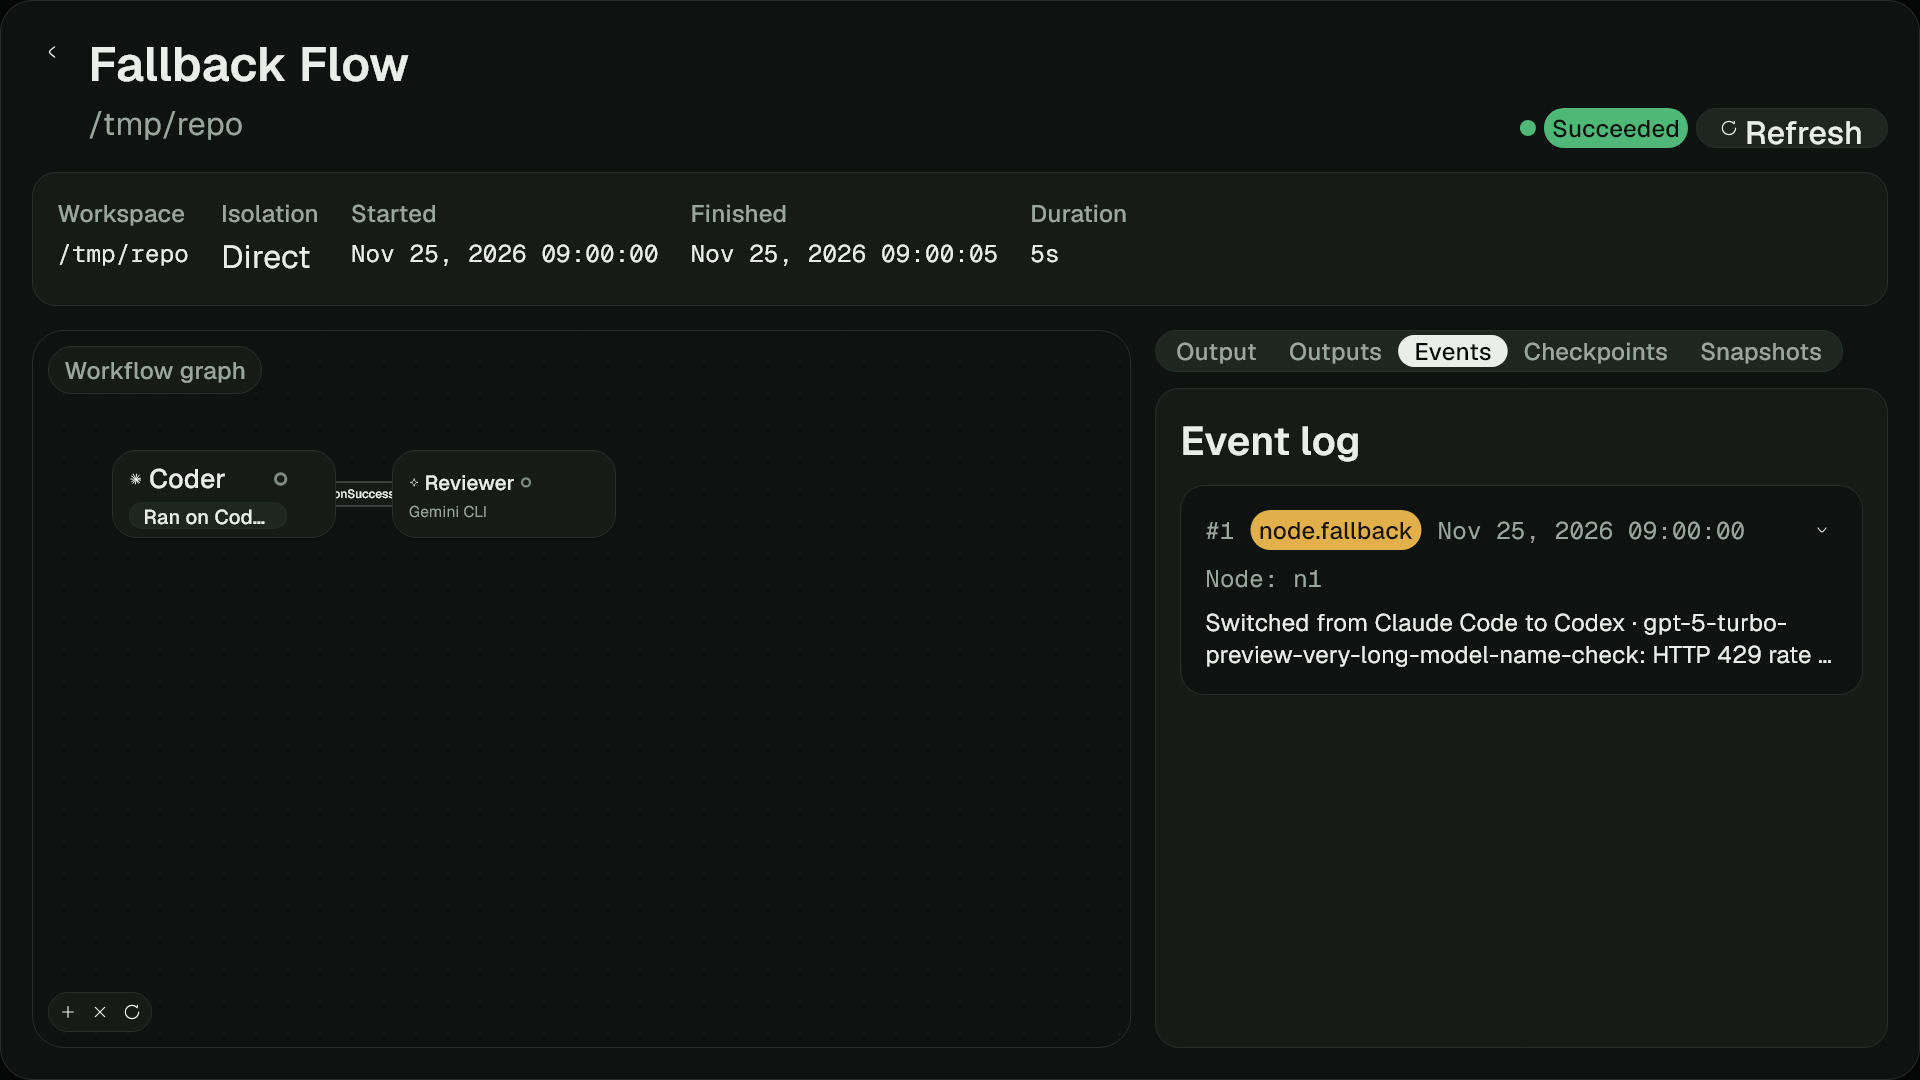 Fallback Flow
/tmp/repo
Succeeded
Refresh
Workspace
Isolation
Started
Finished
Duration
/tmp/repo
Direct
Nov 25, 2026 09:00:00
Nov 25, 2026 09:00:05
5s
Workflow graph
Coder
Ran on Cod...
onSuccess
Reviewer
Gemini CLI
Output
Outputs
Events
Checkpoints
Snapshots
Event log
#1 node.fallback Nov 25, 2026 09:00:00
Node: n1
Switched from Claude Code to Codex · gpt-5-turbo-
preview-very-long-model-name-check: HTTP 429 rate ...